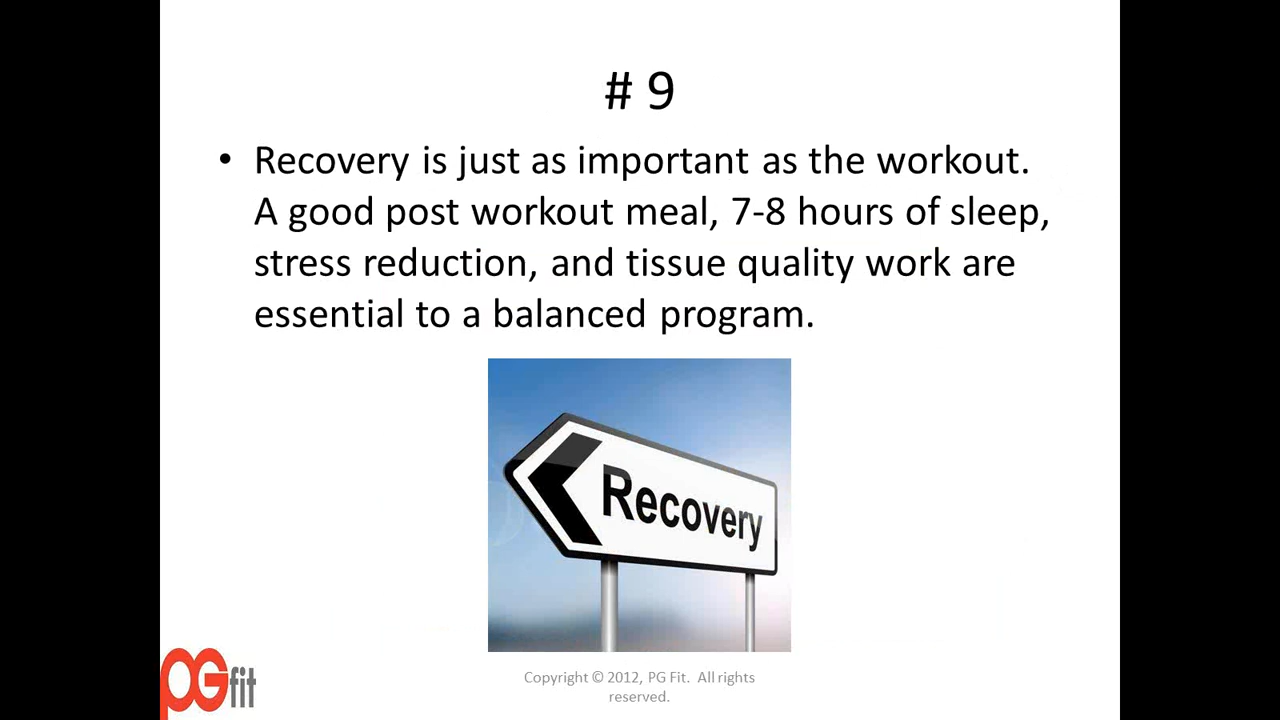 # 9
• Recovery is just as important as the workout.
A good post workout meal, 7-8 hours of sleep,
stress reduction, and tissue quality work are
essential to a balanced program.
Recovery
PGfit
Copyright © 2012, PG Fit. All rights
reserved.